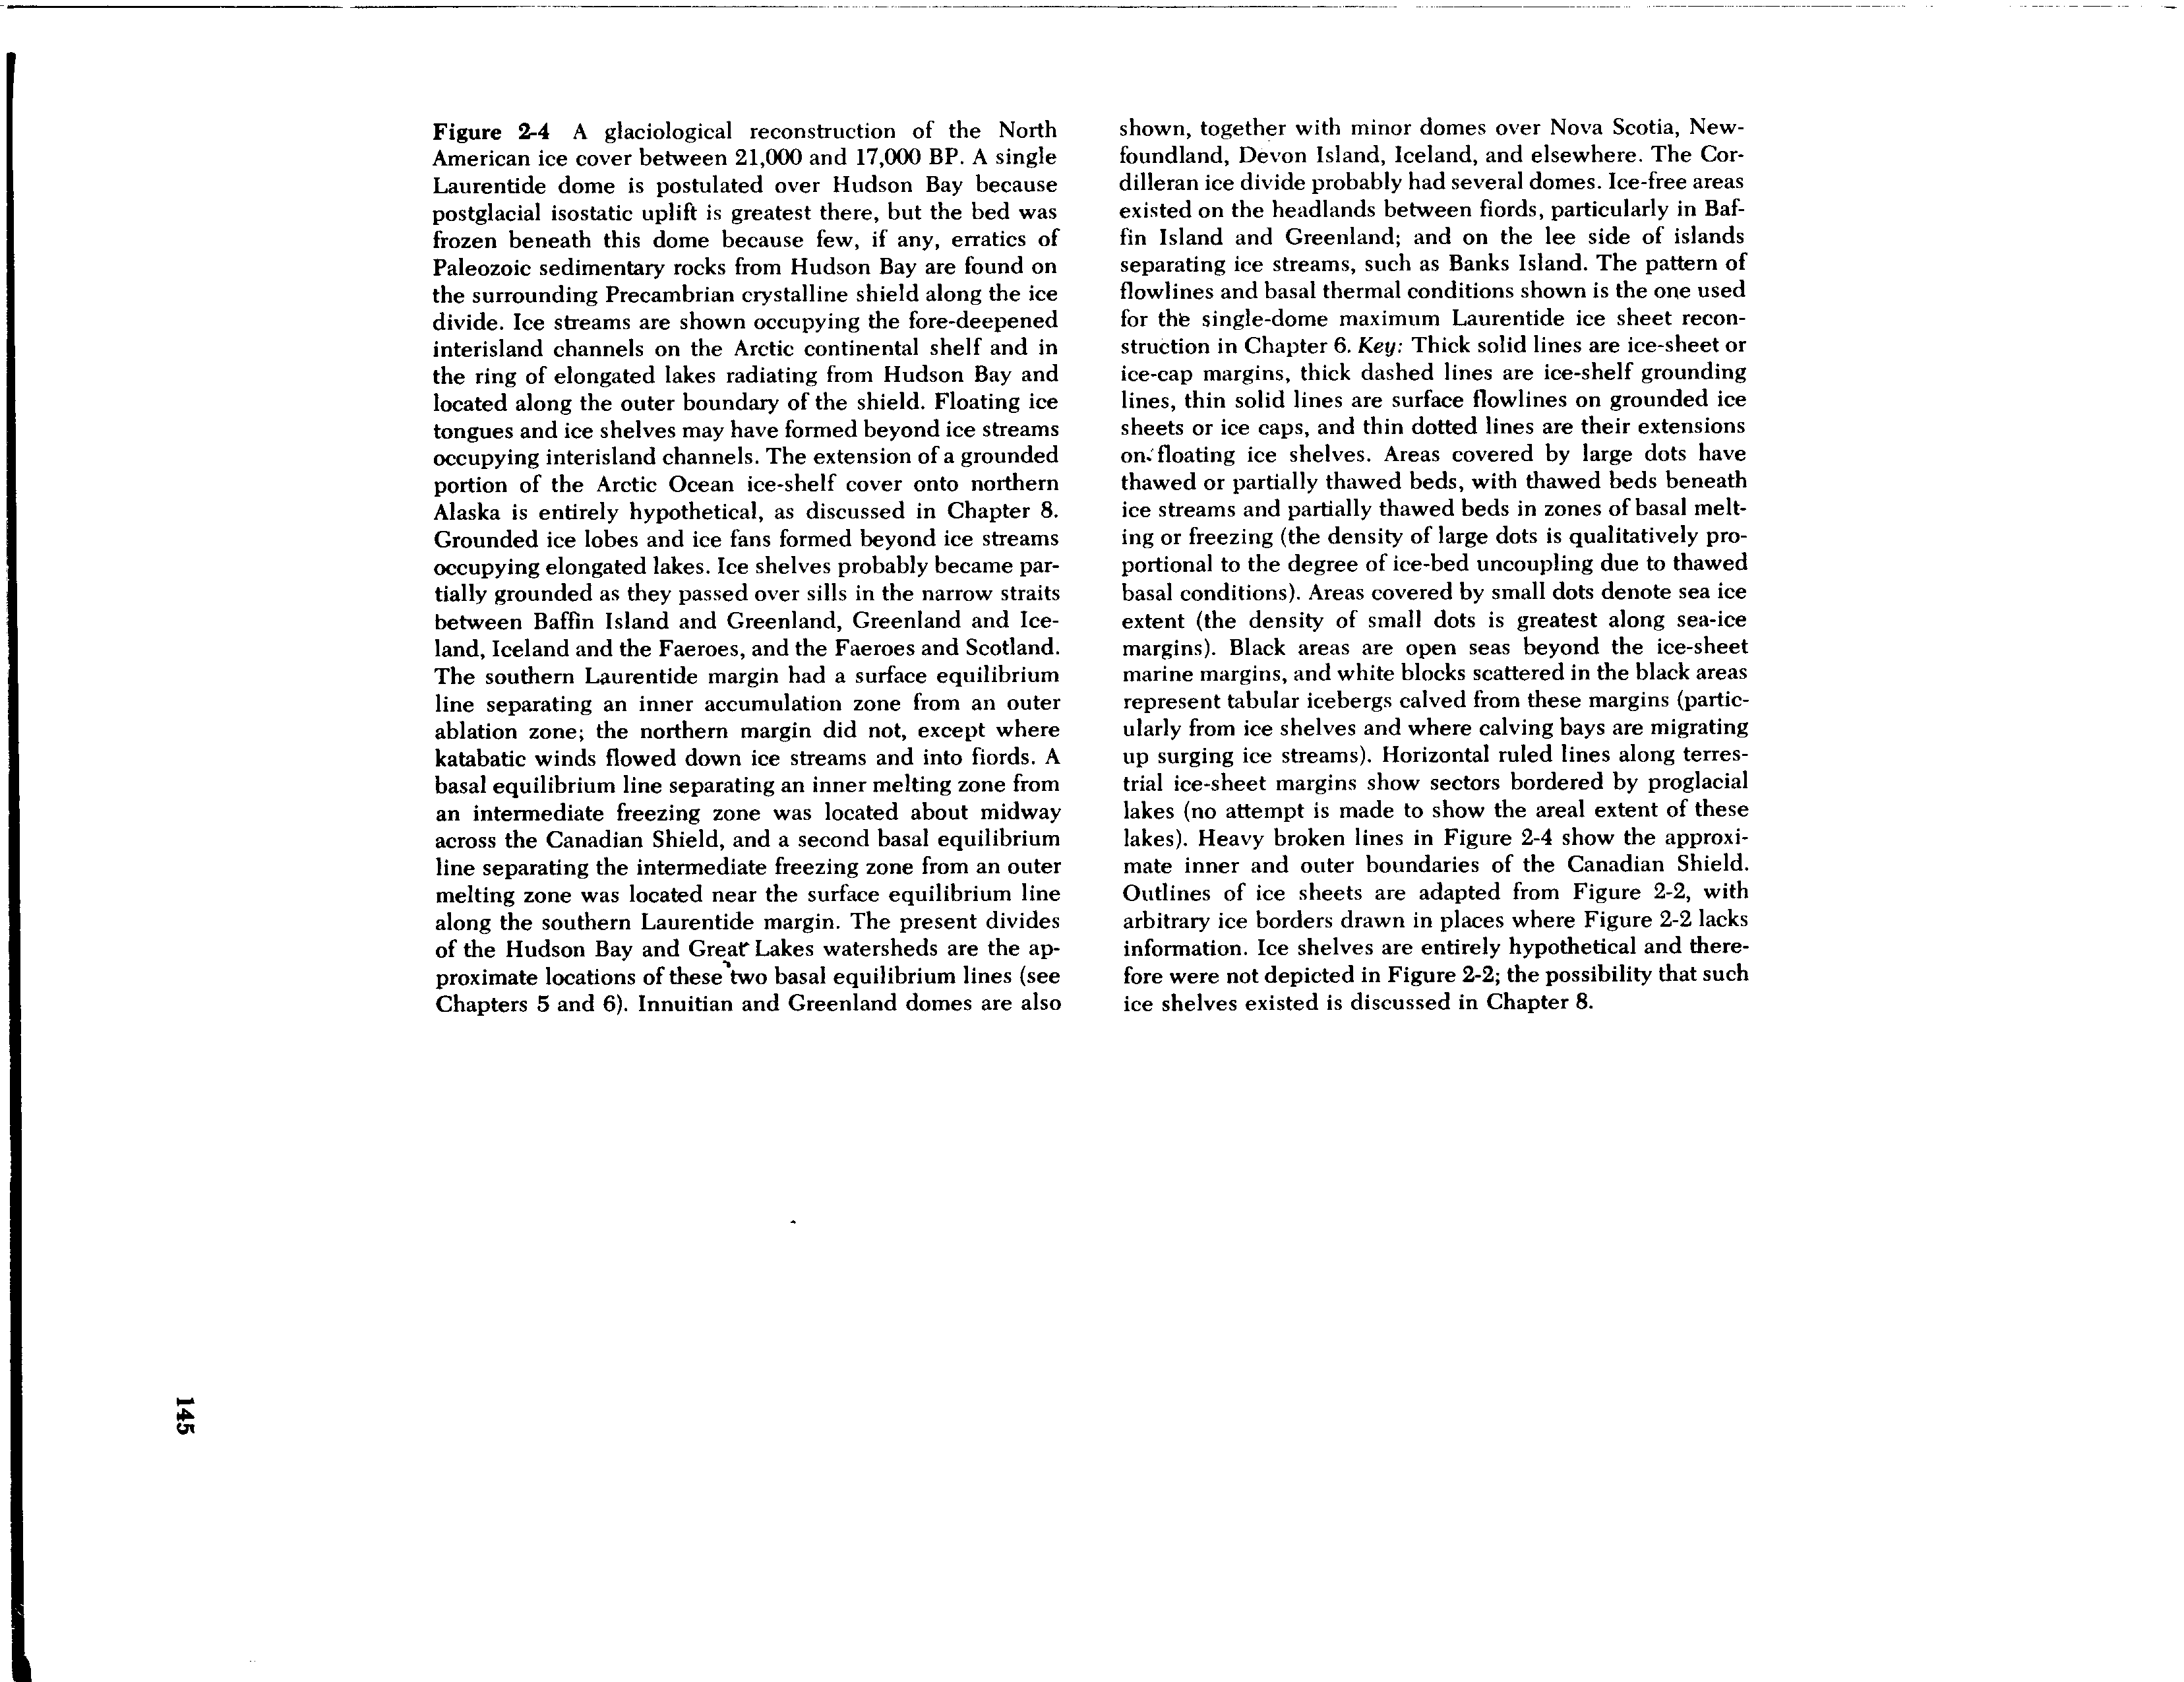 Figure 2-4 A glaciological reconstruction of the North
American ice cover between 21,000 and 17,000 BP. A single
Laurentide dome is postulated over Hudson Bay because
postglacial isostatic uplift is greatest there, but the bed was
frozen beneath this dome because few, if any, erratics of
Paleozoic sedimentary rocks from Hudson Bay are found on
the surrounding Precambrian crystalline shield along the ice
divide. Ice streams are shown occupying the fore-deepened
interisland channels on the Arctic continental shelf and in
the ring of elongated lakes radiating from Hudson Bay and
located along the outer boundary of the shield. Floating ice
tongues and ice shelves may have formed beyond ice streams
occupying interisland channels. The extension of a grounded
portion of the Arctic Ocean ice-shelf cover onto northern
Alaska is entirely hypothetical, as discussed in Chapter 8.
Grounded ice lobes and ice fans formed beyond ice streams
occupying elongated lakes. Ice shelves probably became par-
tially grounded as they passed over sills in the narrow straits
between Baffin Island and Greenland, Greenland and Ice-
land, Iceland and the Faeroes, and the Faeroes and Scotland.
The southern Laurentide margin had a surface equilibrium
line separating an inner accumulation zone from an outer
ablation zone; the northern margin did not, except where
katabatic winds flowed down ice streams and into fiords. A
basal equilibrium line separating an inner melting zone from
an intermediate freezing zone was located about midway
across the Canadian Shield, and a second basal equilibrium
line separating the intermediate freezing zone from an outer
melting zone was located near the surface equilibrium line
along the southern Laurentide margin. The present divides
of the Hudson Bay and Great Lakes watersheds are the ap-
proximate locations of these two basal equilibrium lines (see
Chapters 5 and 6). Innuitian and Greenland domes are also
shown, together with minor domes over Nova Scotia, New-
foundland, Devon Island, Iceland, and elsewhere. The Cor-
dilleran ice divide probably had several domes. Ice-free areas
existed on the headlands between fiords, particularly in Baf-
fin Island and Greenland; and on the lee side of islands
separating ice streams, such as Banks Island. The pattern of
flowlines and basal thermal conditions shown is the one used
for the single-dome maximum Laurentide ice sheet recon-
struction in Chapter 6. Key: Thick solid lines are ice-sheet or
ice-cap margins, thick dashed lines are ice-shelf grounding
lines, thin solid lines are surface flowlines on grounded ice
sheets or ice caps, and thin dotted lines are their extensions
on floating ice shelves. Areas covered by large dots have
thawed or partially thawed beds, with thawed beds beneath
ice streams and partially thawed beds in zones of basal melt-
ing or freezing (the density of large dots is qualitatively pro-
portional to the degree of ice-bed uncoupling due to thawed
basal conditions). Areas covered by small dots denote sea ice
extent (the density of small dots is greatest along sea-ice
margins). Black areas are open seas beyond the ice-sheet
marine margins, and white blocks scattered in the black areas
represent tabular icebergs calved from these margins (partic-
ularly from ice shelves and where calving bays are migrating
up surging ice streams). Horizontal ruled lines along terres-
trial ice-sheet margins show sectors bordered by proglacial
lakes (no attempt is made to show the areal extent of these
lakes). Heavy broken lines in Figure 2-4 show the approxi-
mate inner and outer boundaries of the Canadian Shield.
Outlines of ice sheets are adapted from Figure 2-2, with
arbitrary ice borders drawn in places where Figure 2-2 lacks
information. Ice shelves are entirely hypothetical and there-
fore were not depicted in Figure 2-2; the possibility that such
ice shelves existed is discussed in Chapter 8.
145